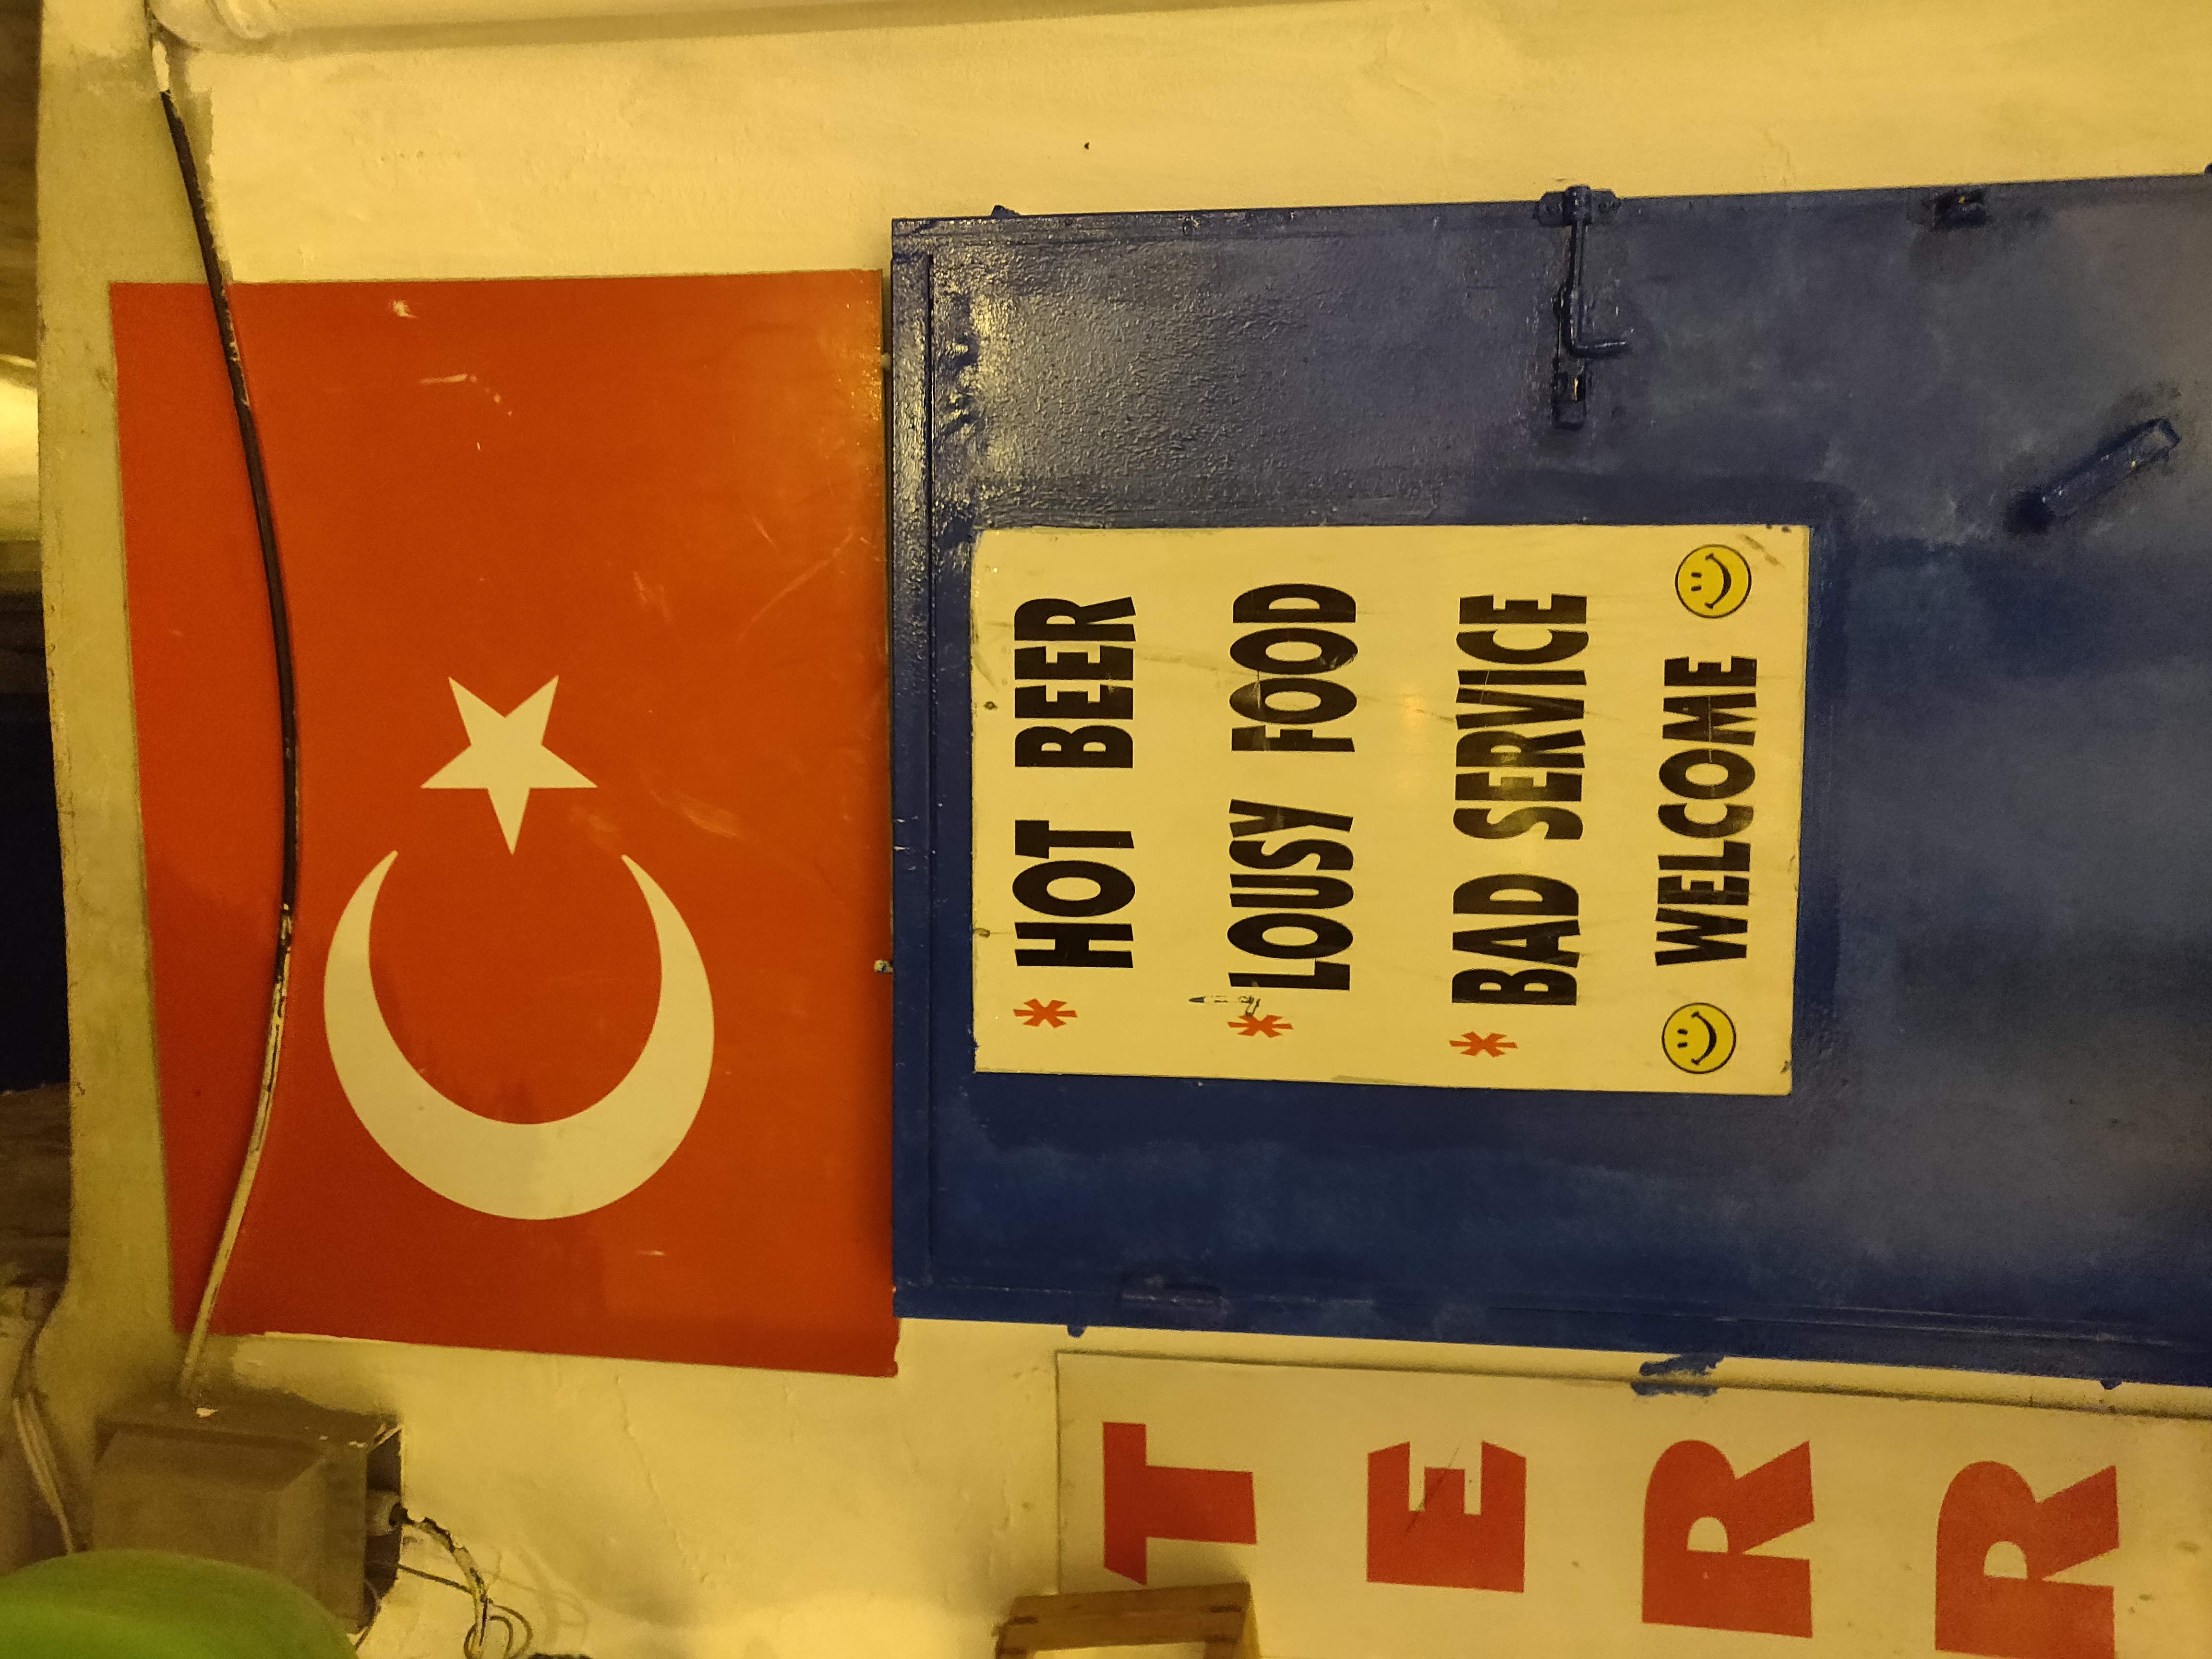 * HOT BEER
* LOUSY FOOD
* BAD SERVICE
WELCOME
T
E
R
R